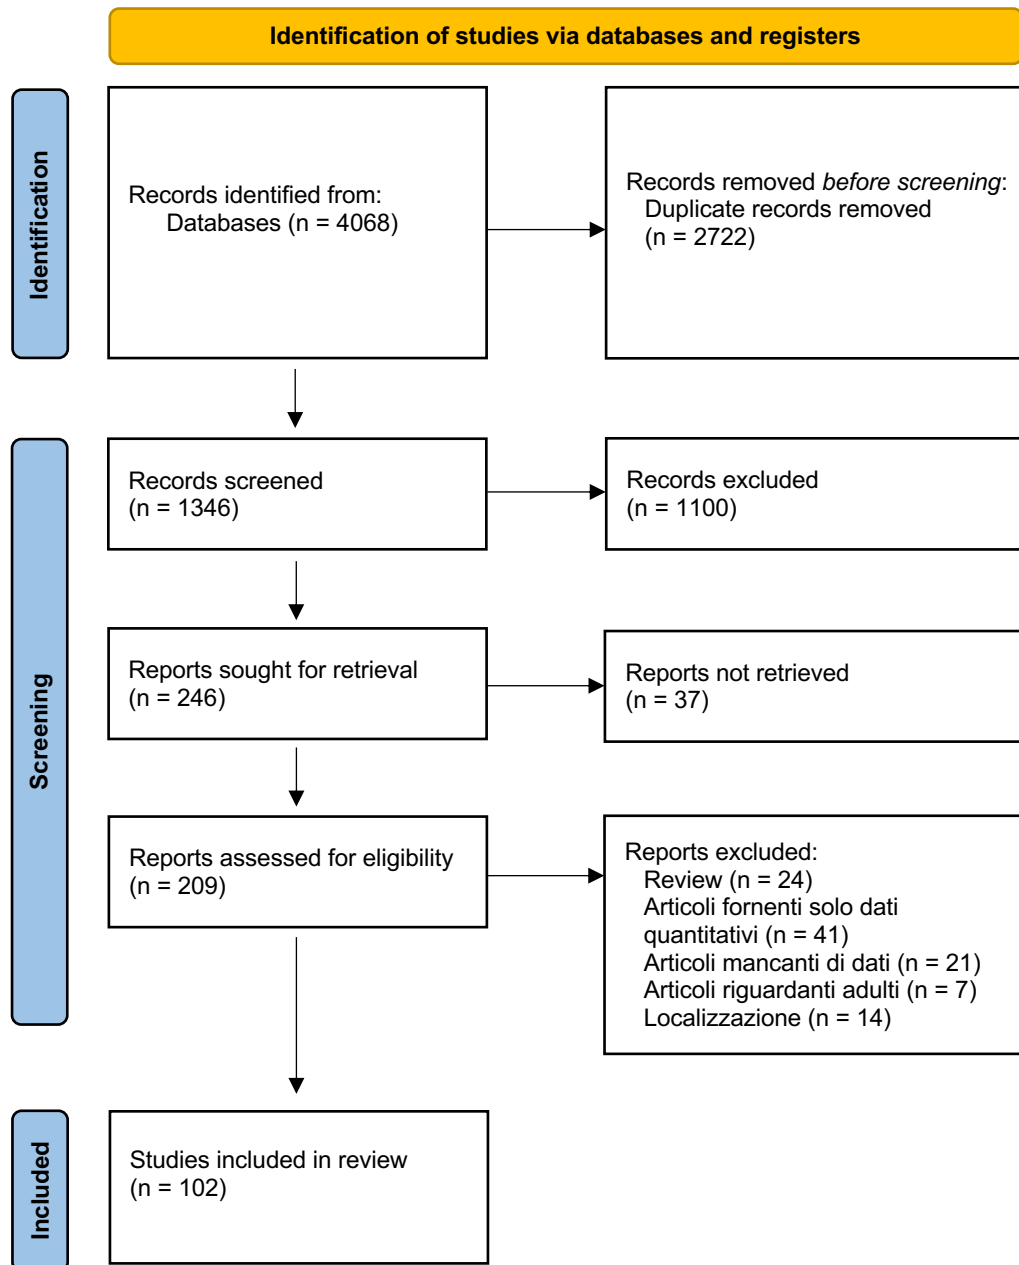 Identification of studies via databases and registers
Identification
Records identified from:
Databases (n = 4068)
Records removed before screening:
Duplicate records removed
(n = 2722)
Screening
Records screened
(n = 1346)
Records excluded
(n = 1100)
Reports sought for retrieval
(n = 246)
Reports not retrieved
(n = 37)
Reports assessed for eligibility
(n = 209)
Reports excluded:
Review (n = 24)
Articoli fornenti solo dati
quantitativi (n = 41)
Articoli mancanti di dati (n = 21)
Articoli riguardanti adulti (n = 7)
Localizzazione (n = 14)
Included
Studies included in review
(n = 102)